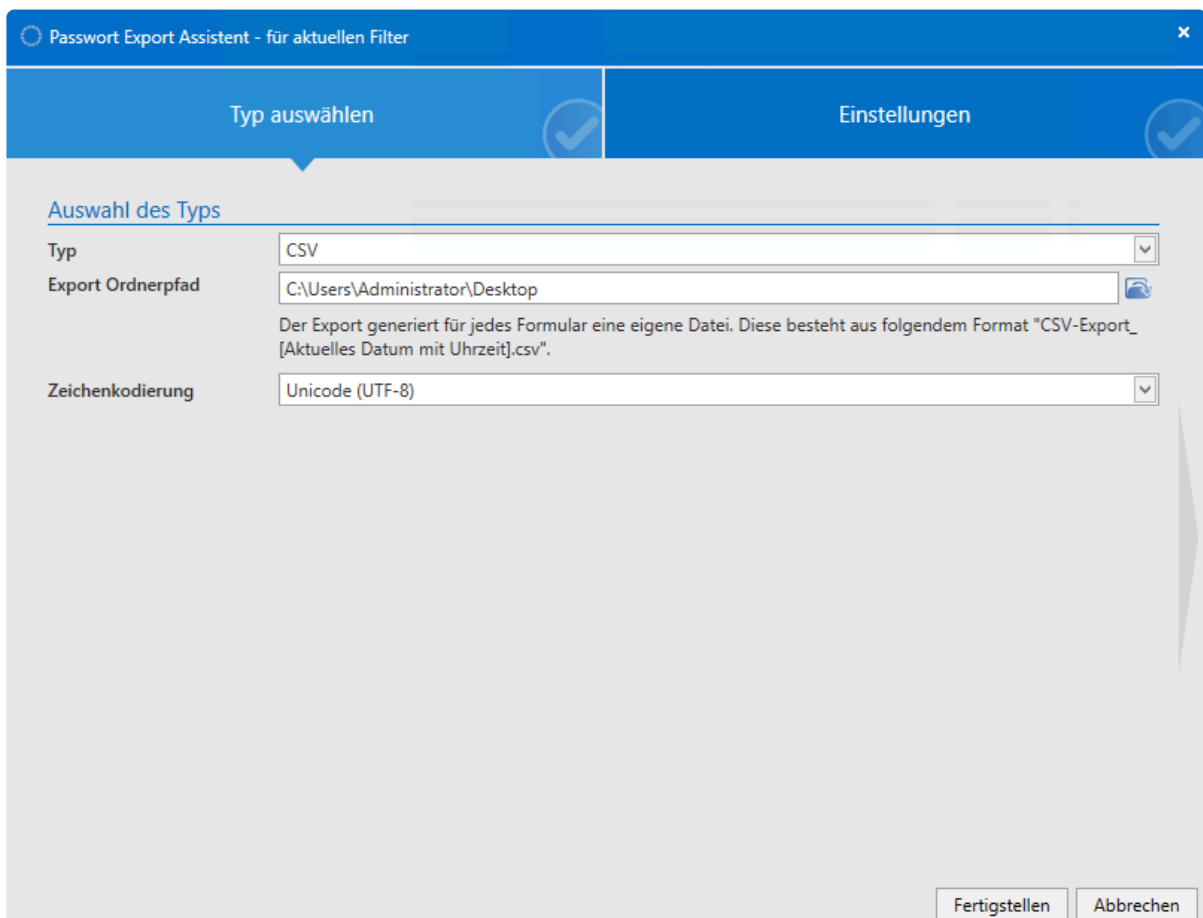 Passwort Export Assistent - für aktuellen Filter
Typ auswählen
Einstellungen
Auswahl des Typs
Typ
CSV
Export Ordnerpfad
C:\Users\Administrator\Desktop
Der Export generiert für jedes Formular eine eigene Datei. Diese besteht aus folgendem Format "CSV-Export_
[Aktuelles Datum mit Uhrzeit].csv".
Zeichenkodierung
Unicode (UTF-8)
Fertigstellen
Abbrechen